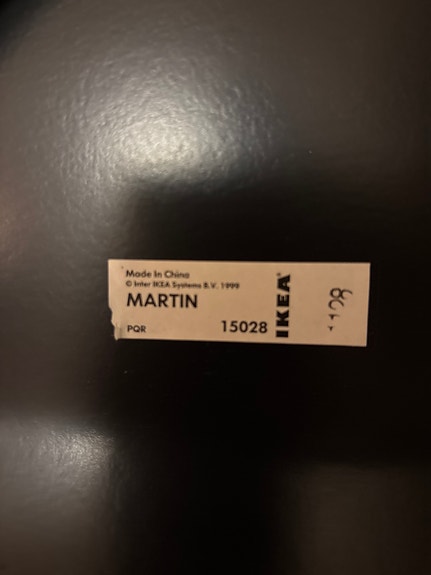 Made In China
© Inter IKEA Systems B.V. 1999
MARTIN
PQR 15028
IKEA®